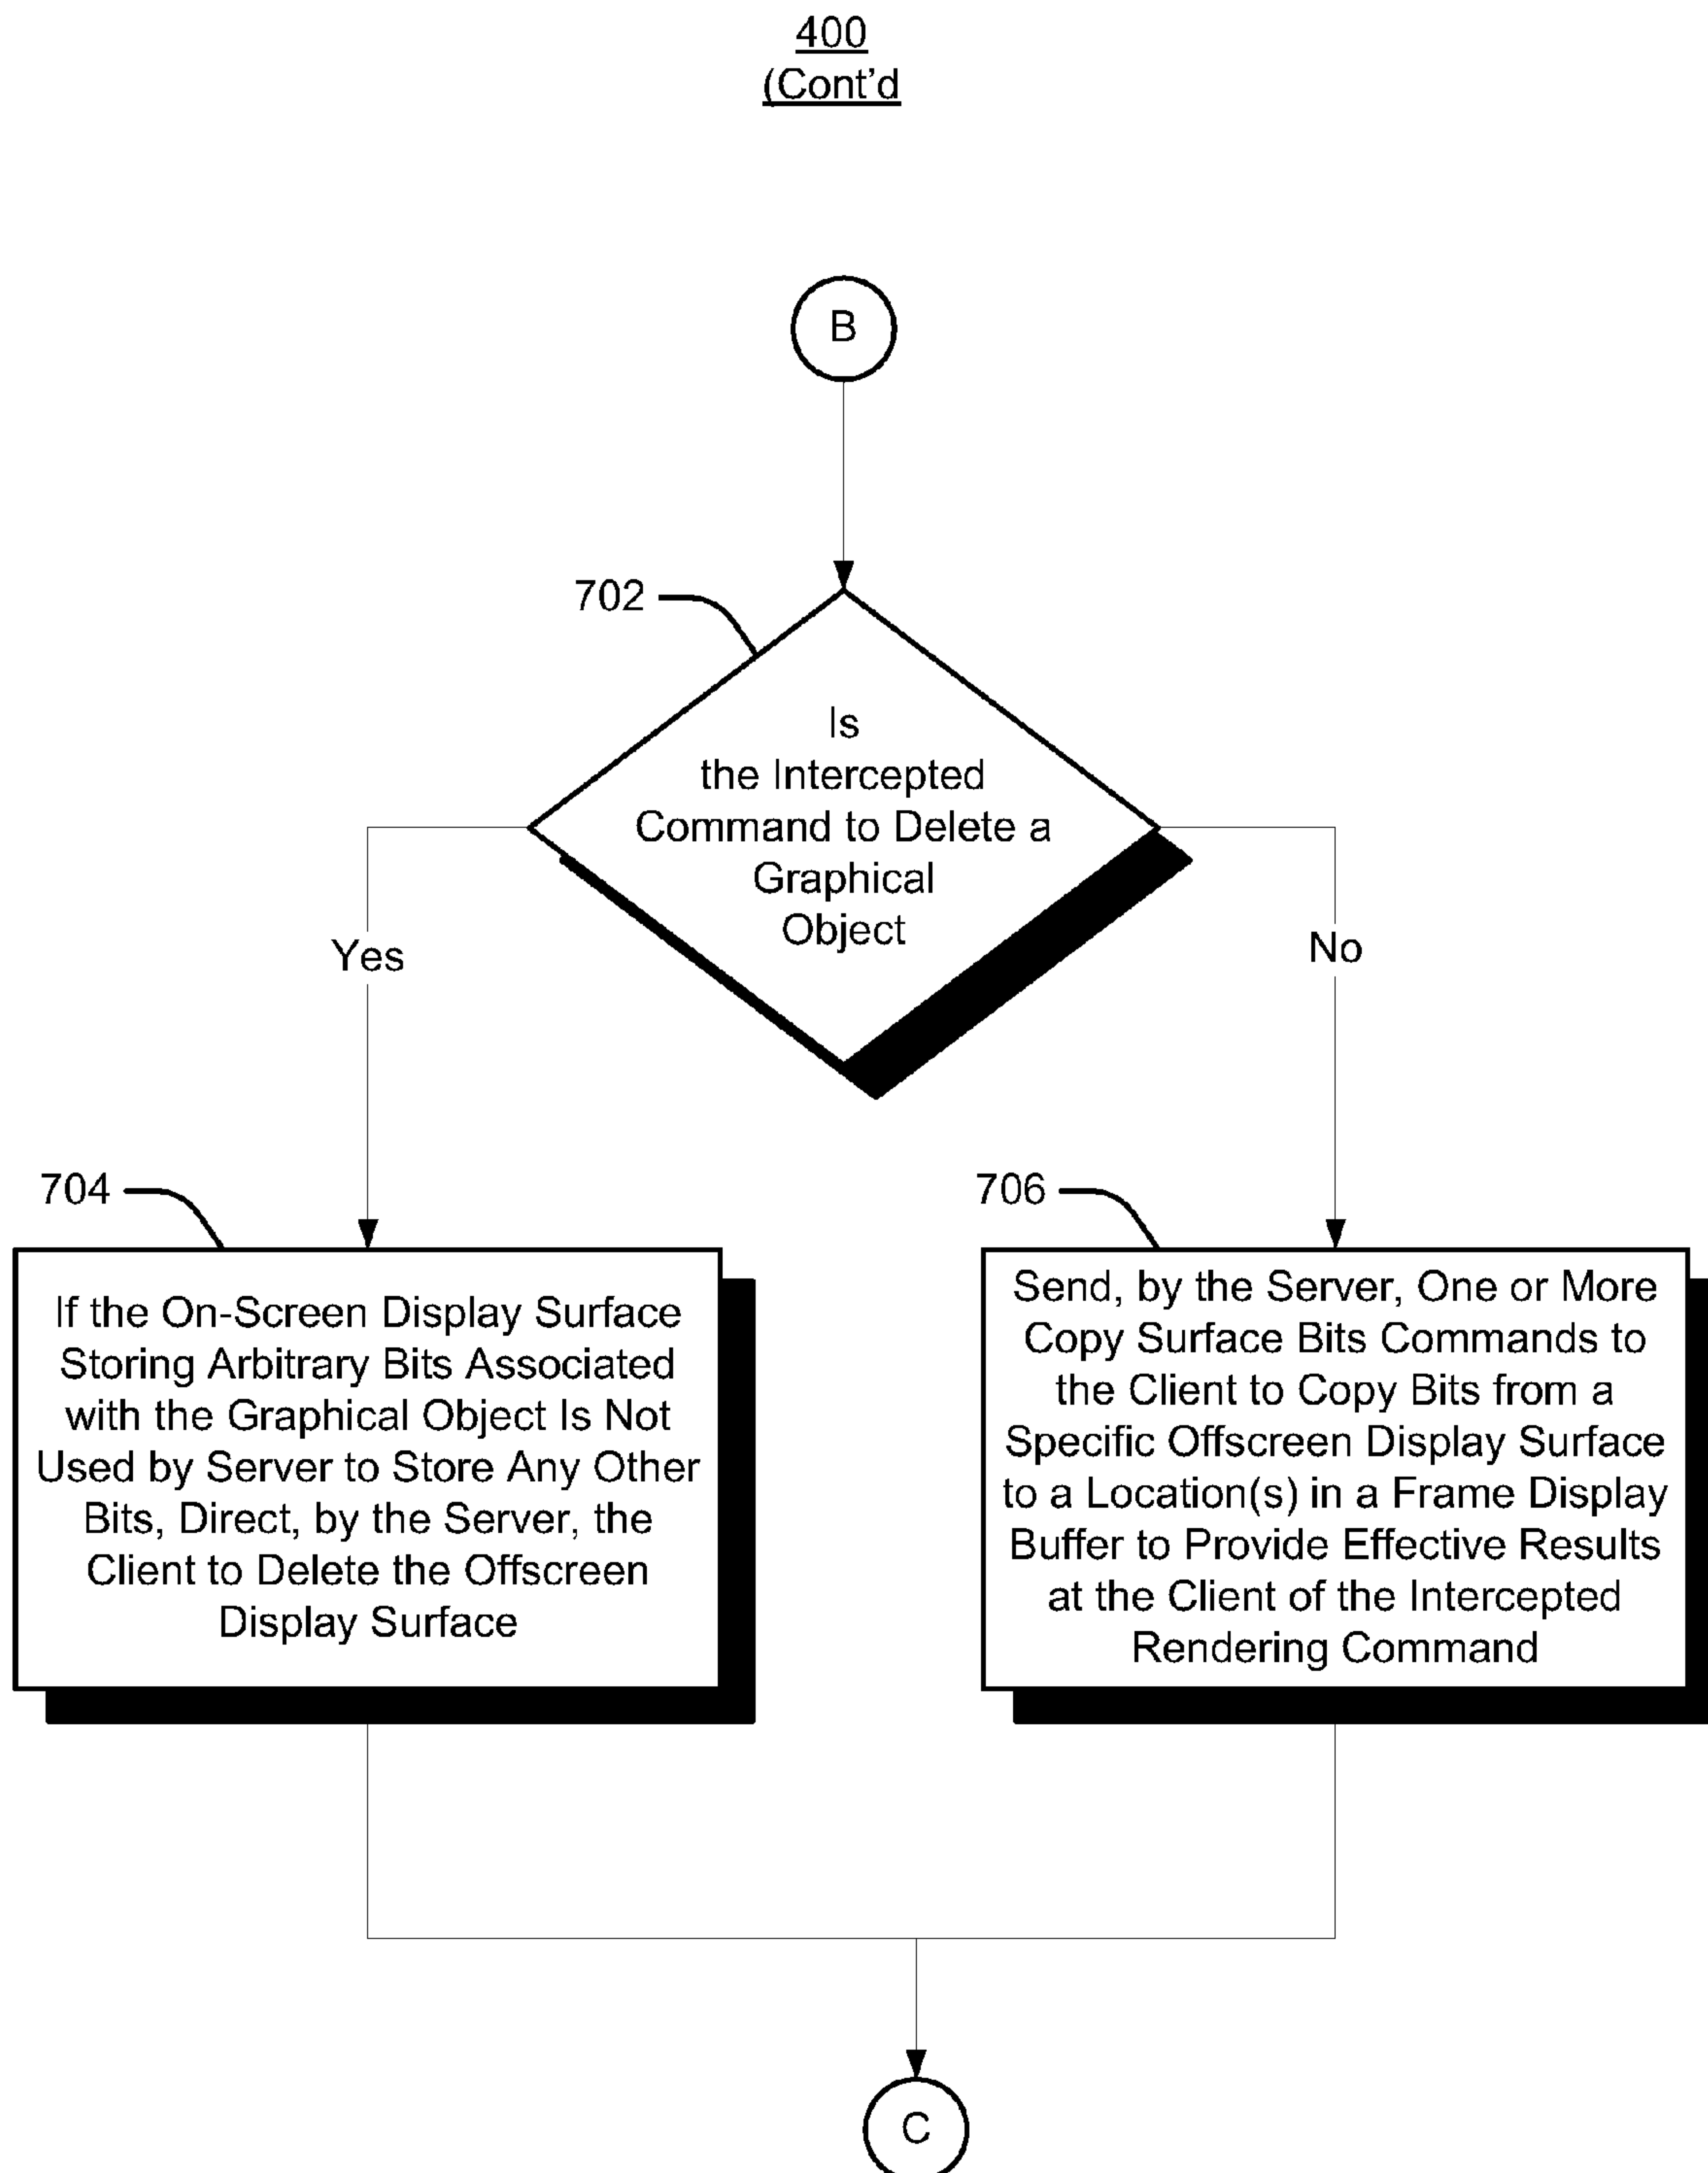 400
(Cont'd
B
702
Is
the Intercepted
Command to Delete a
Graphical
Object
Yes
No
704
If the On-Screen Display Surface
Storing Arbitrary Bits Associated
with the Graphical Object Is Not
Used by Server to Store Any Other
Bits, Direct, by the Server, the
Client to Delete the Offscreen
Display Surface
706
Send, by the Server, One or More
Copy Surface Bits Commands to
the Client to Copy Bits from a
Specific Offscreen Display Surface
to a Location(s) in a Frame Display
Buffer to Provide Effective Results
at the Client of the Intercepted
Rendering Command
C